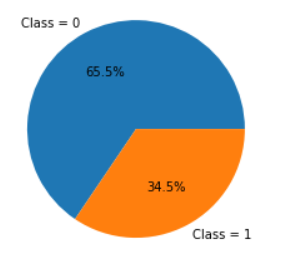 Class = 0
65.5%
34.5%
Class = 1